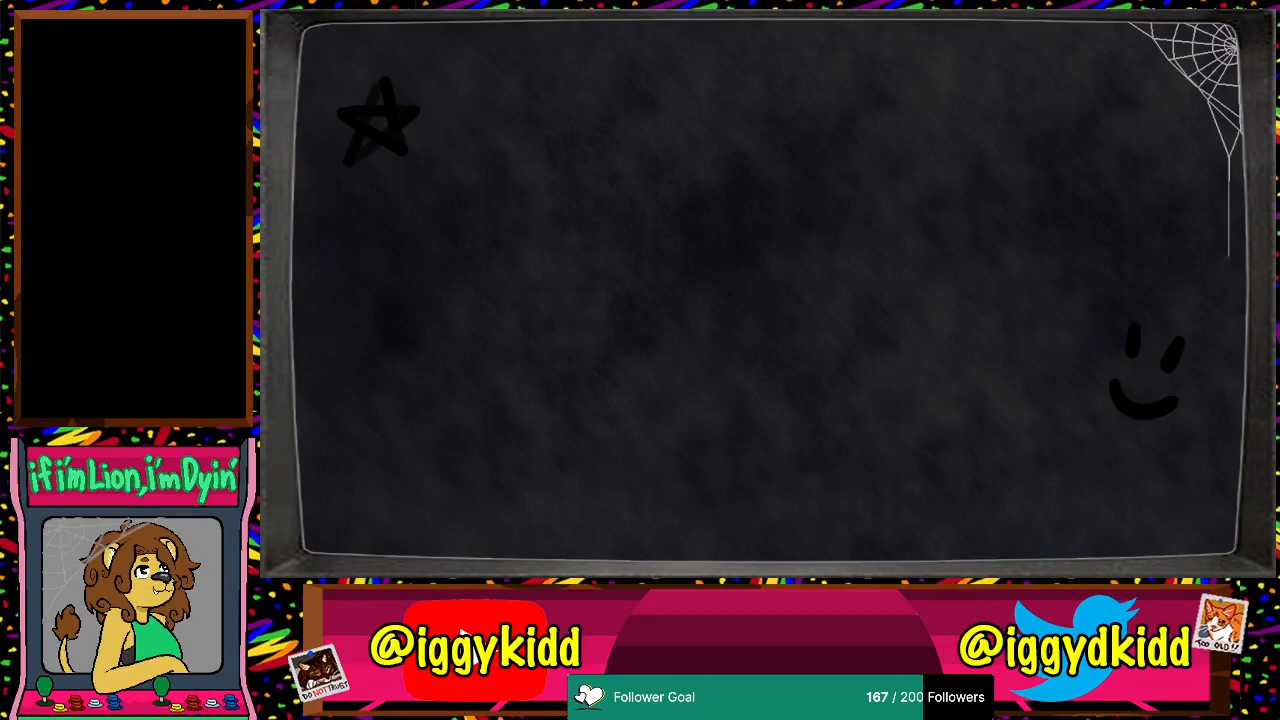 if i'm Lion, i'm Dyin'
@iggykidd
@iggydkidd
DO NOT TRUST
TOO OLD!!
Follower Goal
167 / 200 Followers